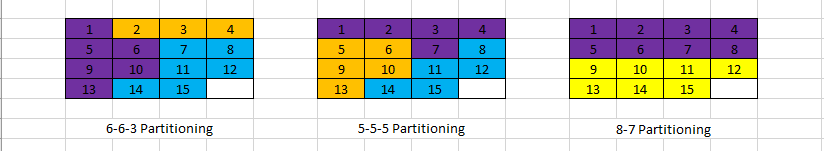 1 2 3 4 1 2 3 4 1 2 3 4
5 6 7 8 5 6 7 8 5 6 7 8
9 10 11 12 9 10 11 12 9 10 11 12
13 14 15 13 14 15 13 14 15
6-6-3 Partitioning 5-5-5 Partitioning 8-7 Partitioning